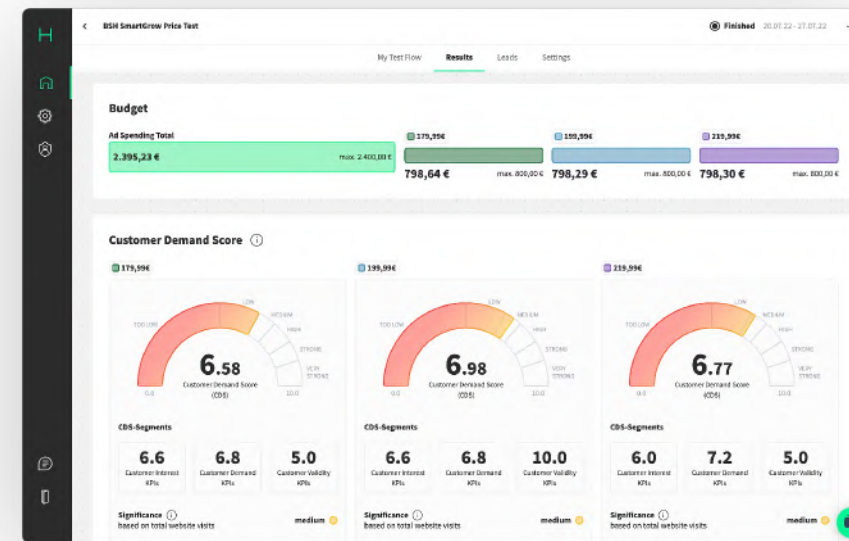 H
BSH SmartGrow Price Test
Finished 20.07.22 - 27.07.22
My Test Flow Results Leads Settings
Budget
Ad Spending Total
179,99€ 199,99€ 219,99€
2.395,23 € max. 2.400,00 €
798,64 € max. 800,00 € 798,29 € max. 800,00 € 798,30 € max. 800,00 €
Customer Demand Score
179,99€ 199,99€ 219,99€
LOW LOW LOW
MEDIUM MEDIUM MEDIUM
TOO LOW HIGH TOO LOW HIGH TOO LOW HIGH
STRONG STRONG STRONG
6.58 6.98 6.77
VERY STRONG VERY STRONG VERY STRONG
Customer Demand Score Customer Demand Score Customer Demand Score
0.0 (CDS) 10.0 0.0 (CDS) 10.0 0.0 (CDS) 10.0
CDS-Segments CDS-Segments CDS-Segments
6.6 6.8 5.0 6.6 6.8 10.0 6.0 7.2 5.0
Customer Interest Customer Demand Customer Validity Customer Interest Customer Demand Customer Validity Customer Interest Customer Demand Customer Validity
KPIs KPIs KPIs KPIs KPIs KPIs KPIs KPIs KPIs
Significance Significance Significance
based on total website visits medium based on total website visits medium based on total website visits medium